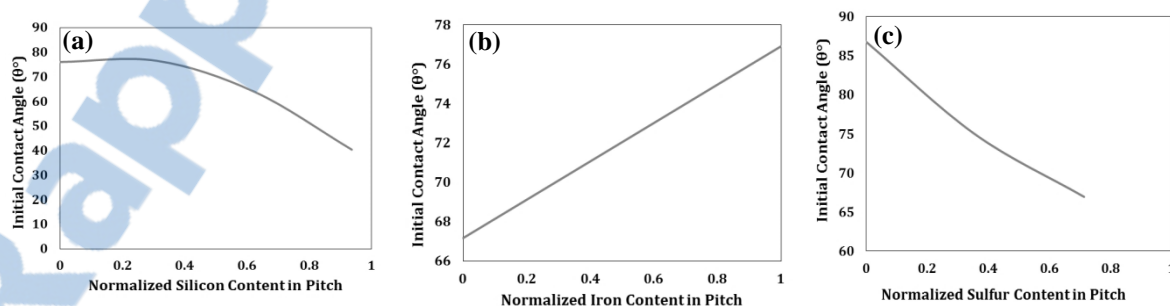 (a)
Initial Contact Angle (θ°)
90
80
70
60
50
40
30
20
10
0
0 0.2 0.4 0.6 0.8 1
Normalized Silicon Content in Pitch
(b)
Initial Contact Angle (θ°)
78
76
74
72
70
68
66
0 0.2 0.4 0.6 0.8 1
Normalized Iron Content in Pitch
(c)
Initial Contact Angle (θ°)
90
85
80
75
70
65
60
0 0.2 0.4 0.6 0.8 1
Normalized Sulfur Content in Pitch